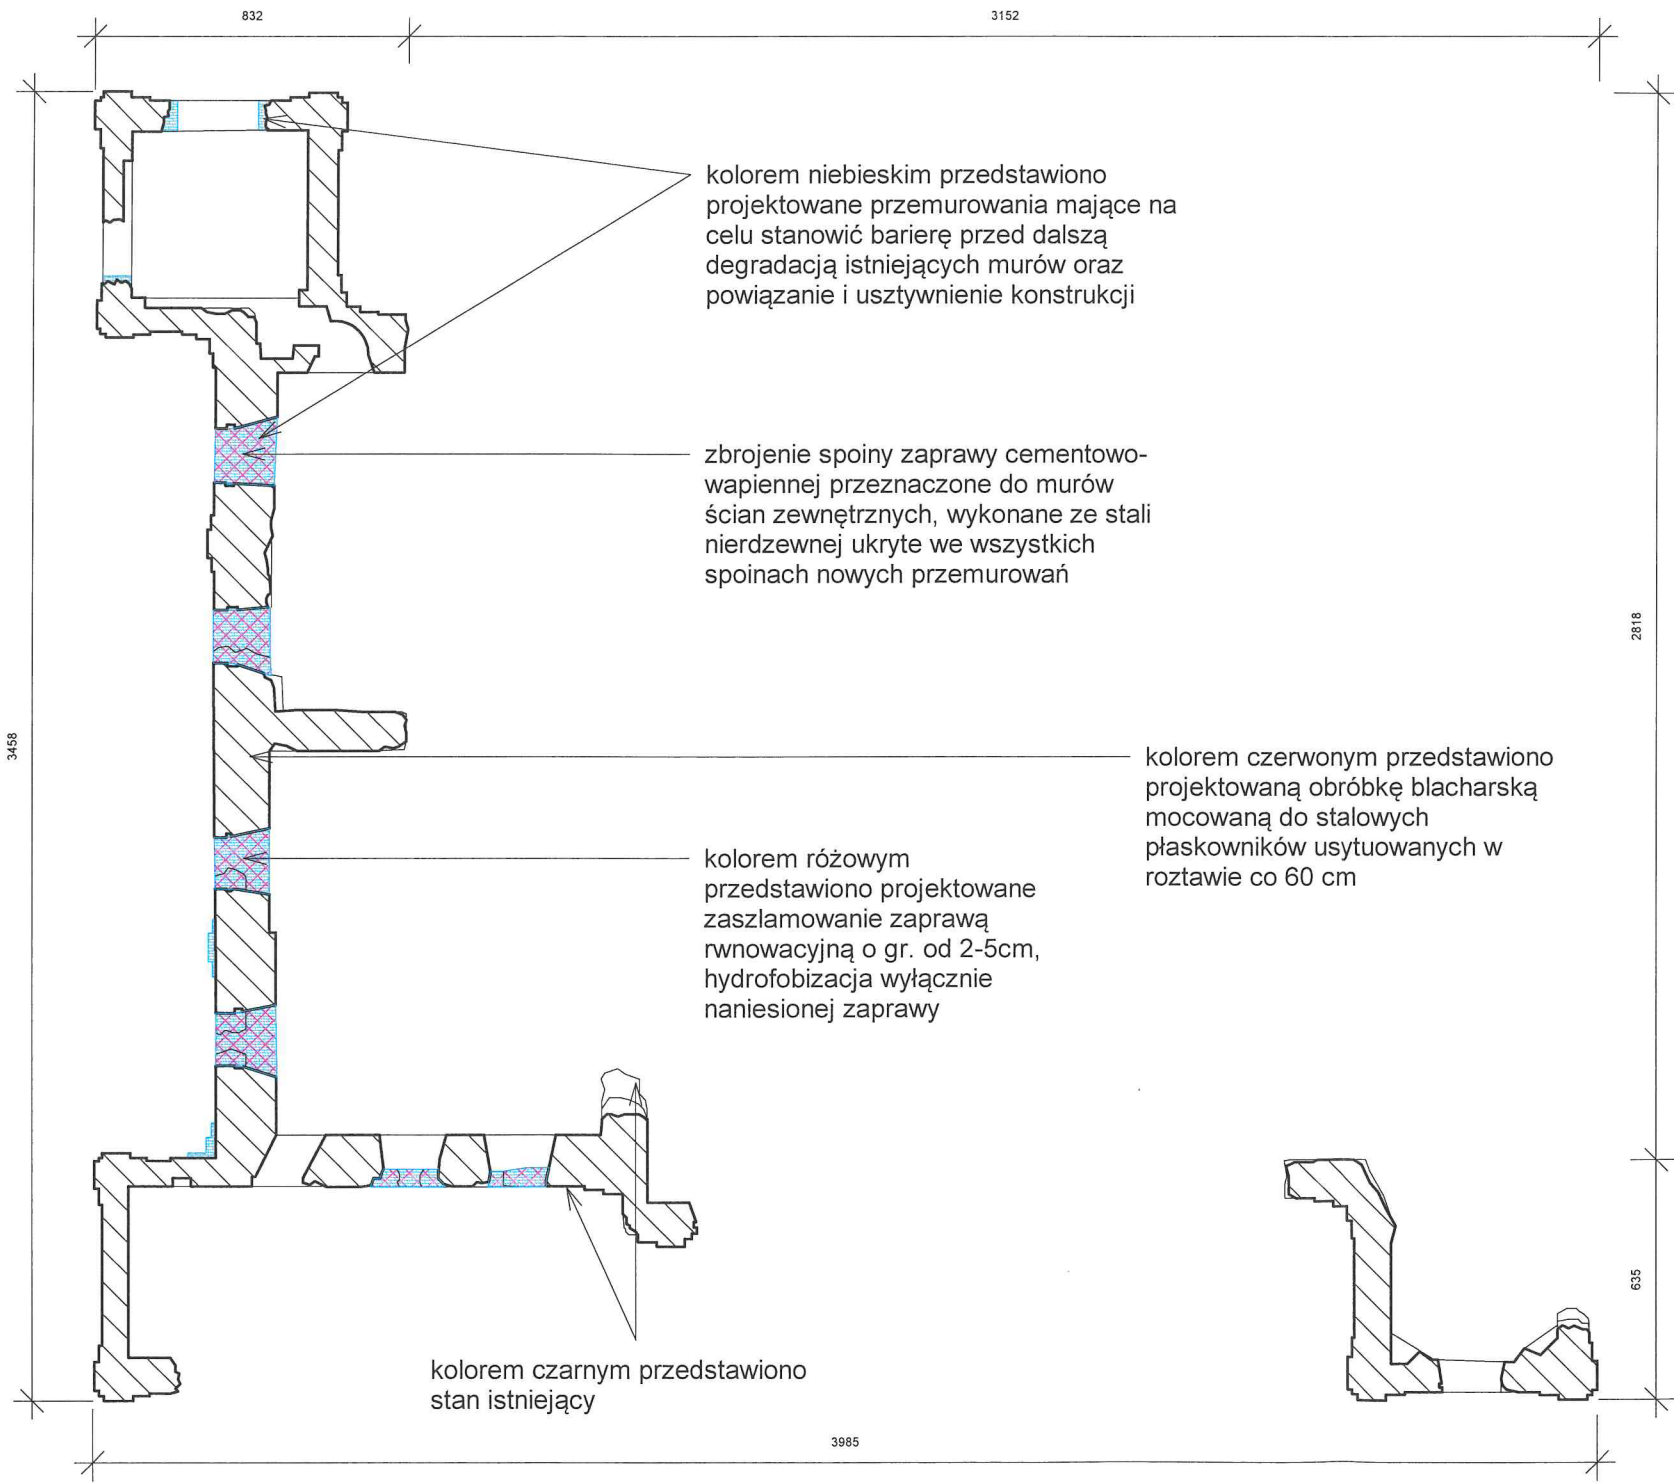 832
3152
kolorem niebieskim przedstawiono
projektowane przemurowania mające na
celu stanowić barierę przed dalszą
degradacją istniejących murów oraz
powiązanie i usztywnienie konstrukcji
zbrojenie spoiny zaprawy cementowo-
wapiennej przeznaczone do murów
ścian zewnętrznych, wykonane ze stali
nierdzewnej ukryte we wszystkich
spoinach nowych przemurowań
2818
3458
kolorem czerwonym przedstawiono
projektowaną obróbkę blacharską
mocowaną do stalowych
płaskowników usytuowanych w
roztawie co 60 cm
kolorem różowym
przedstawiono projektowane
zaszlamowanie zaprawą
rwnowacyjną o gr. od 2-5cm,
hydrofobizacja wyłącznie
naniesionej zaprawy
635
kolorem czarnym przedstawiono
stan istniejący
3985